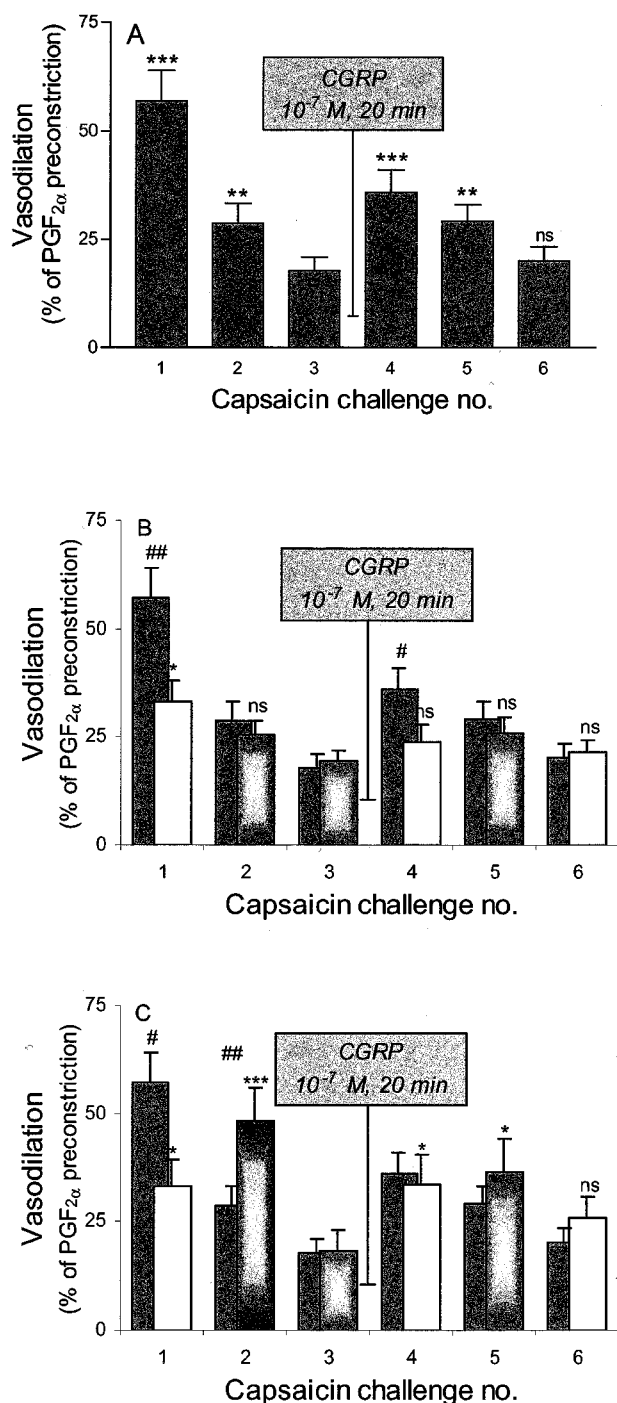 A
Vasodilation
(% of PGF2α preconstriction)
75
50
25
0
***
**
CGRP
10-7 M, 20 min
***
**
ns
1 2 3 4 5 6
Capsaicin challenge no.
B
Vasodilation
(% of PGF2α preconstriction)
75
50
25
0
##
*
ns
CGRP
10-7 M, 20 min
#
ns
ns
ns
1 2 3 4 5 6
Capsaicin challenge no.
C
Vasodilation
(% of PGF2α preconstriction)
75
50
25
0
#
*
##
***
CGRP
10-7 M, 20 min
*
*
ns
1 2 3 4 5 6
Capsaicin challenge no.